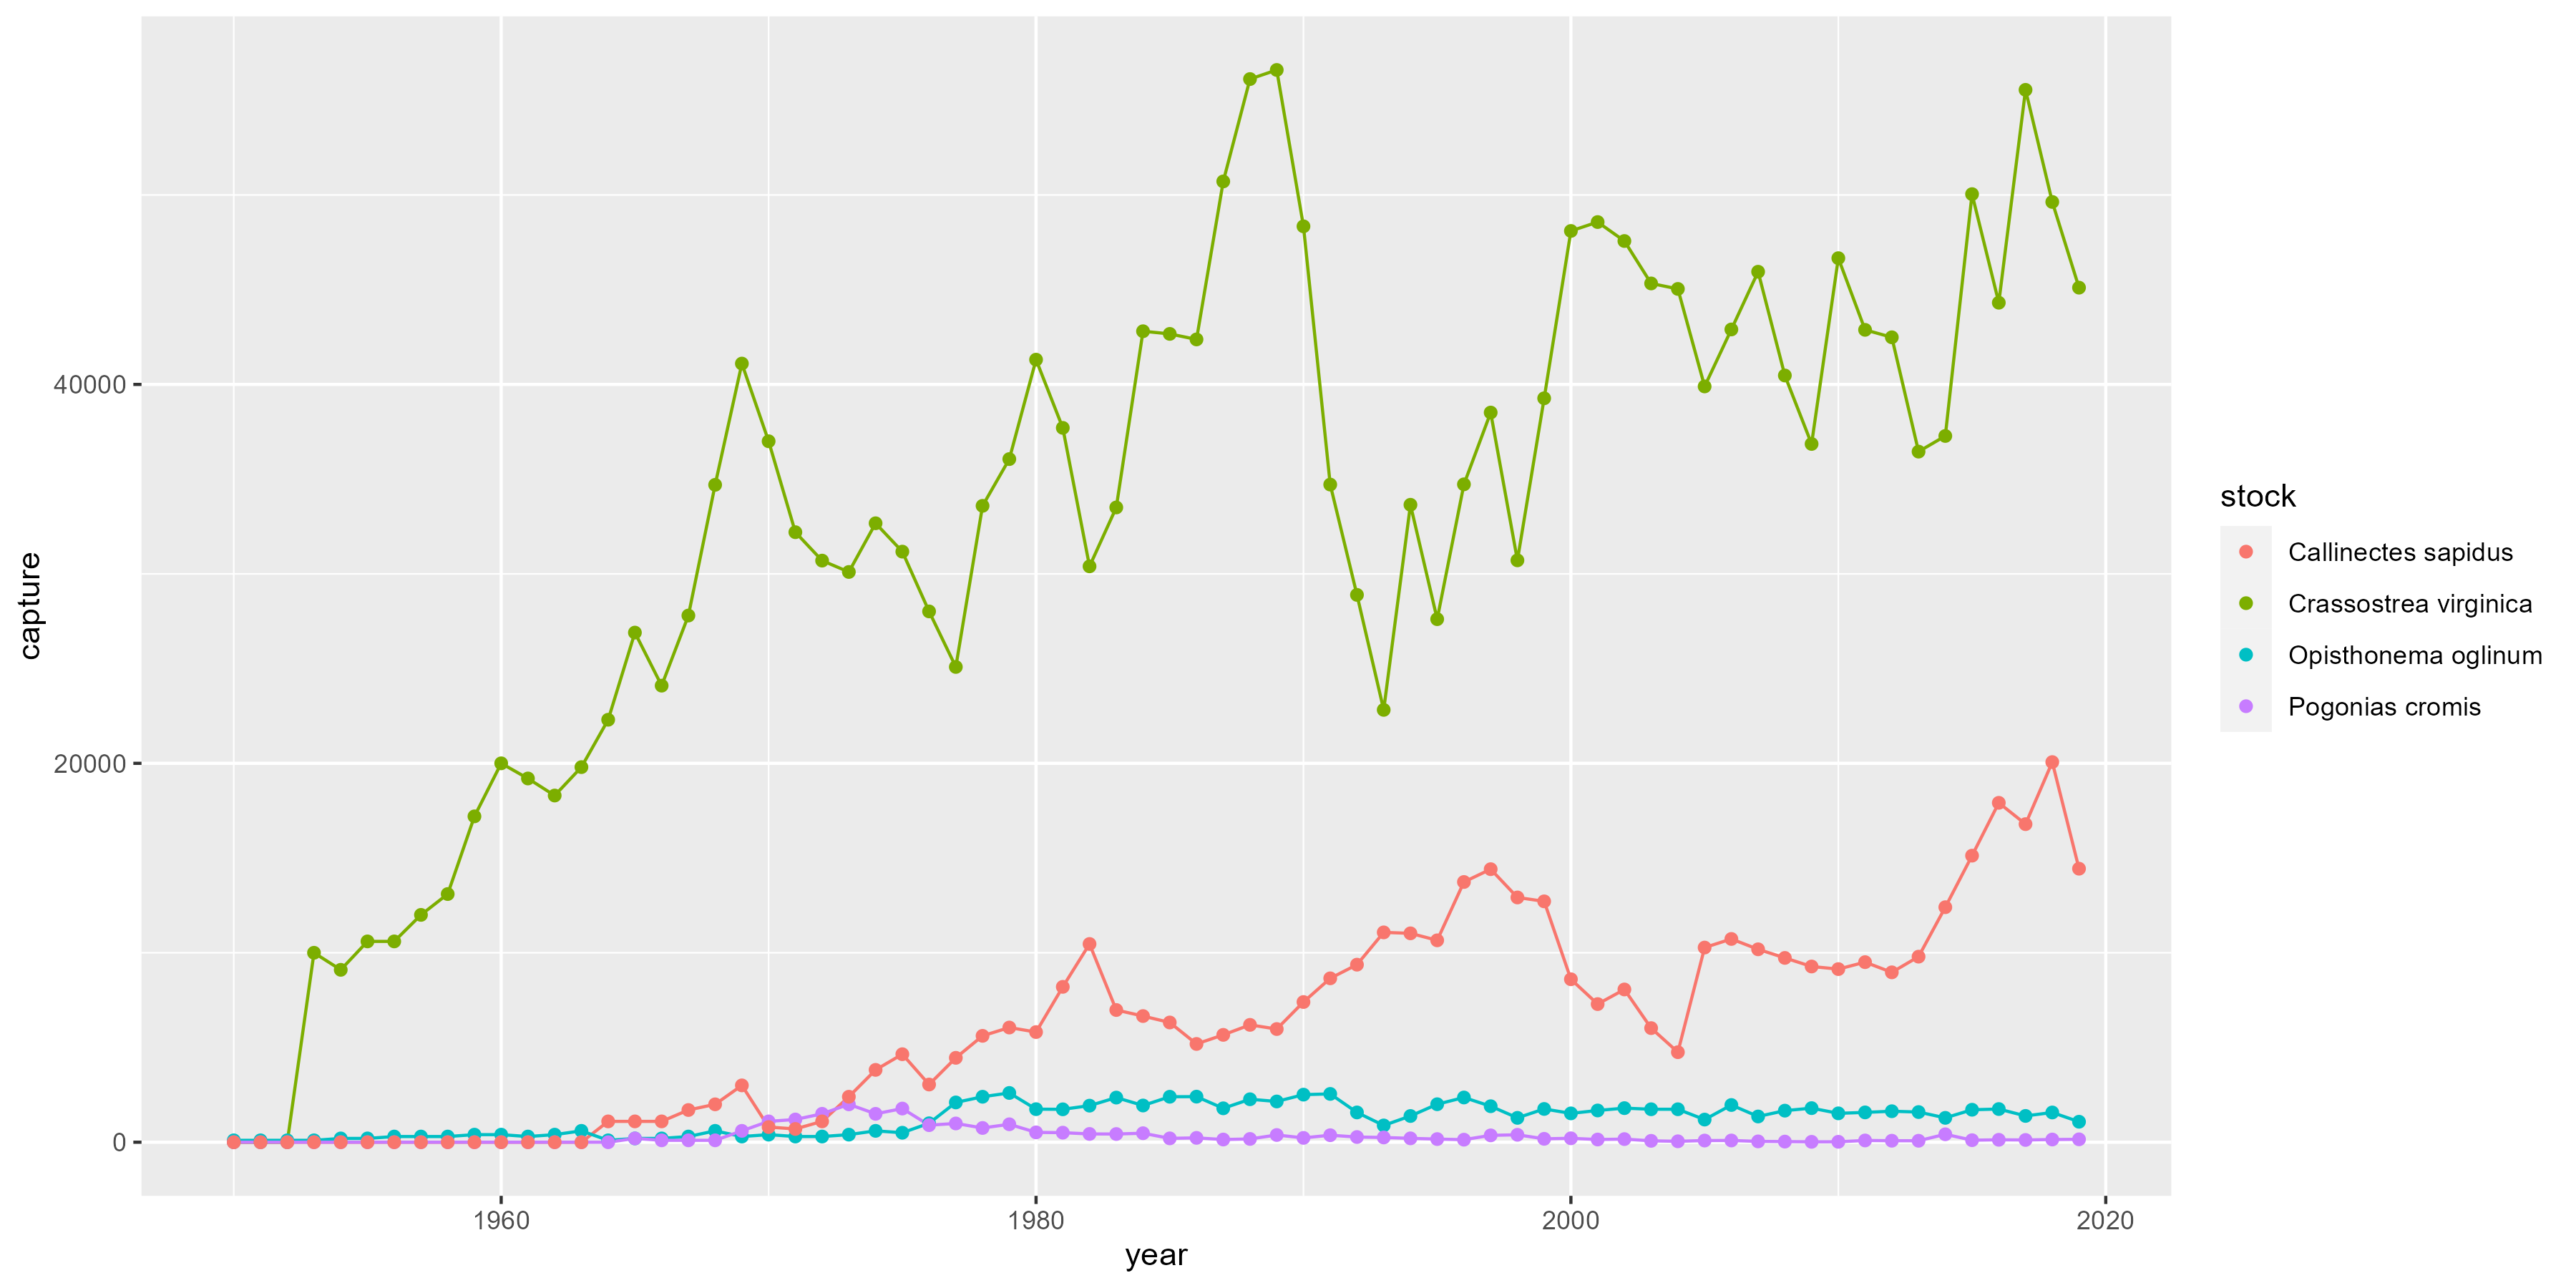 capture
40000
20000
0
1960
1980
2000
2020
year
stock
Callinectes sapidus
Crassostrea virginica
Opisthonema oglinum
Pogonias cromis